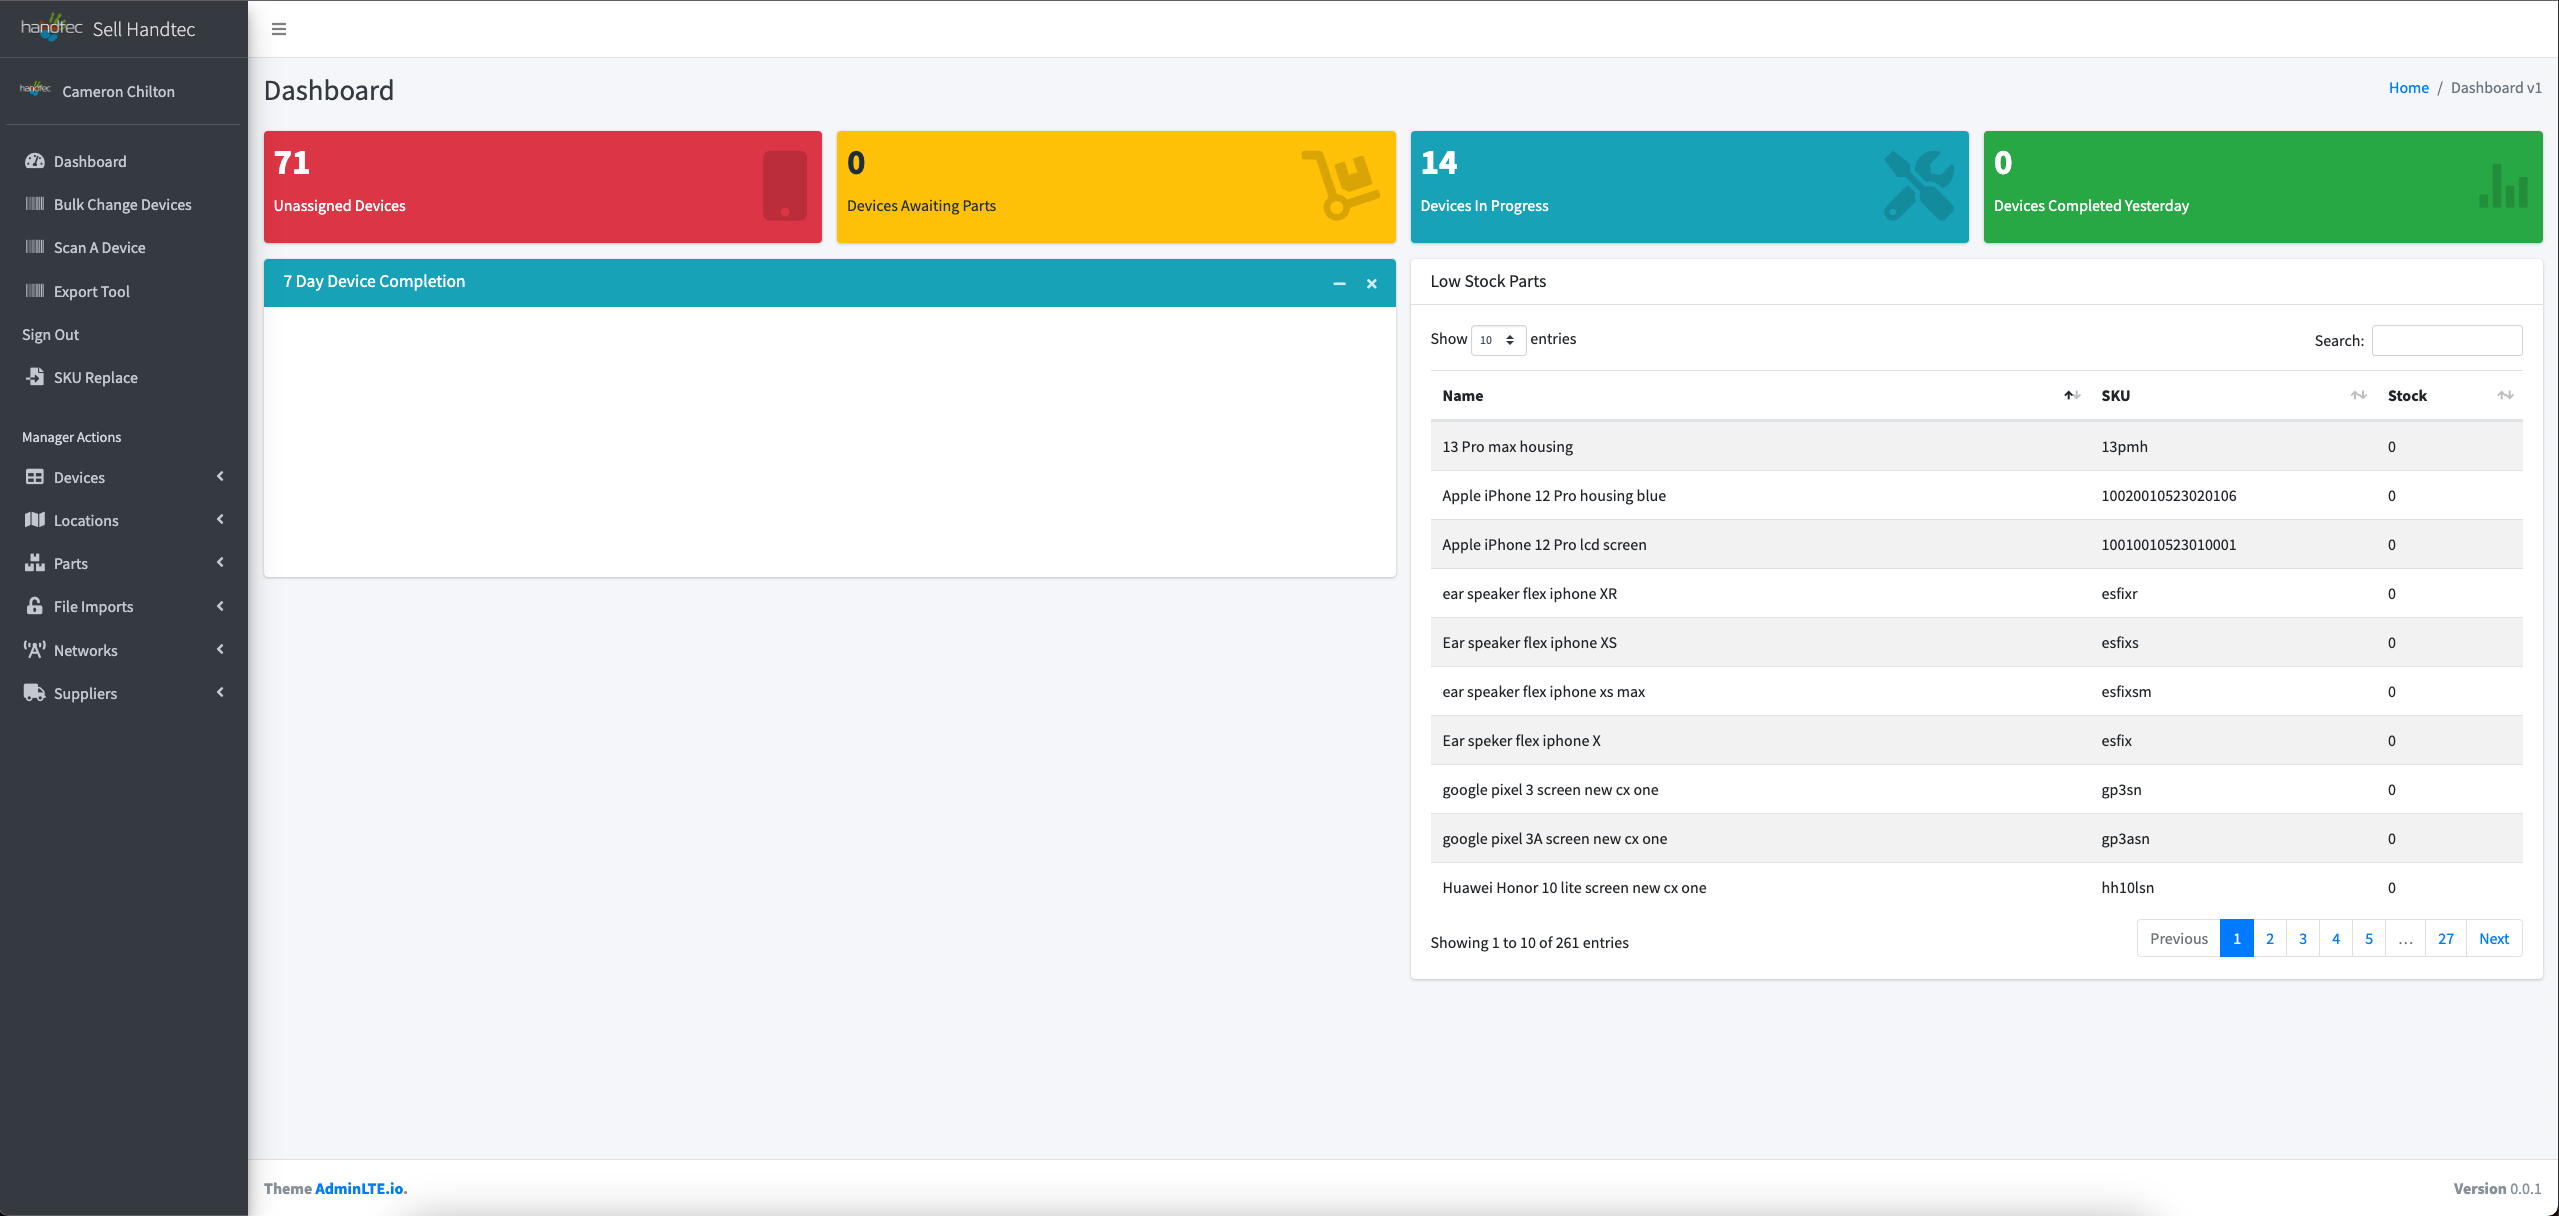 handtec Sell Handtec
handtec Cameron Chilton
Dashboard
Bulk Change Devices
Scan A Device
Export Tool
Sign Out
SKU Replace
Manager Actions
Devices
Locations
Parts
File Imports
Networks
Suppliers
Dashboard
Home / Dashboard v1
71
Unassigned Devices
0
Devices Awaiting Parts
14
Devices In Progress
0
Devices Completed Yesterday
7 Day Device Completion
Low Stock Parts
Show 10 entries
Search:
Name SKU Stock
13 Pro max housing 13pmh 0
Apple iPhone 12 Pro housing blue 10020010523020106 0
Apple iPhone 12 Pro lcd screen 10010010523010001 0
ear speaker flex iphone XR esfixr 0
Ear speaker flex iphone XS esfixs 0
ear speaker flex iphone xs max esfixsm 0
Ear speker flex iphone X esfix 0
google pixel 3 screen new cx one gp3sn 0
google pixel 3A screen new cx one gp3asn 0
Huawei Honor 10 lite screen new cx one hh10lsn 0
Showing 1 to 10 of 261 entries
Previous 1 2 3 4 5 … 27 Next
Theme AdminLTE.io.
Version 0.0.1